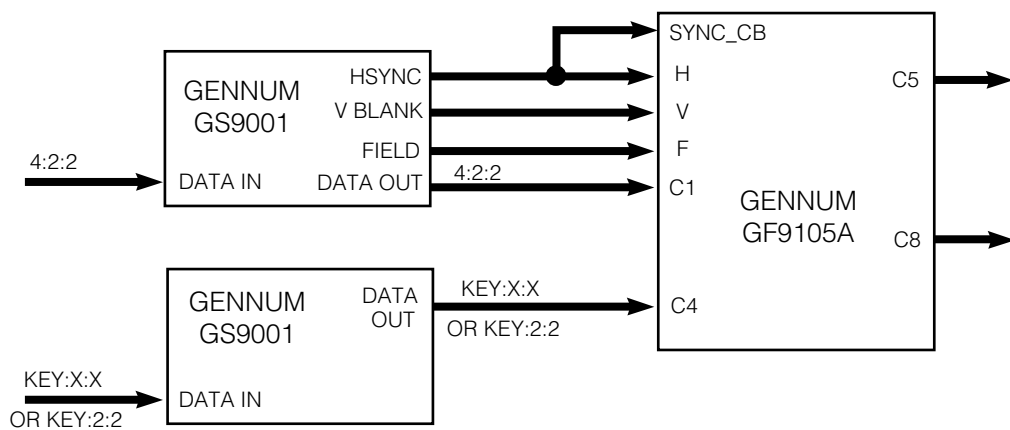 SYNC_CB
HSYNC
H
C5
GENNUM
GS9001
V BLANK
V
FIELD
F
4:2:2
DATA IN
DATA OUT
4:2:2
C1
GENNUM
GF9105A
C8
GENNUM
GS9001
DATA
OUT
KEY:X:X
OR KEY:2:2
C4
KEY:X:X
OR KEY:2:2
DATA IN